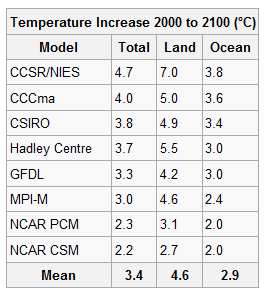 Temperature Increase 2000 to 2100 (°C)
Model Total Land Ocean
CCSR/NIES 4.7 7.0 3.8
CCCma 4.0 5.0 3.6
CSIRO 3.8 4.9 3.4
Hadley Centre 3.7 5.5 3.0
GFDL 3.3 4.2 3.0
MPI-M 3.0 4.6 2.4
NCAR PCM 2.3 3.1 2.0
NCAR CSM 2.2 2.7 2.0
Mean 3.4 4.6 2.9